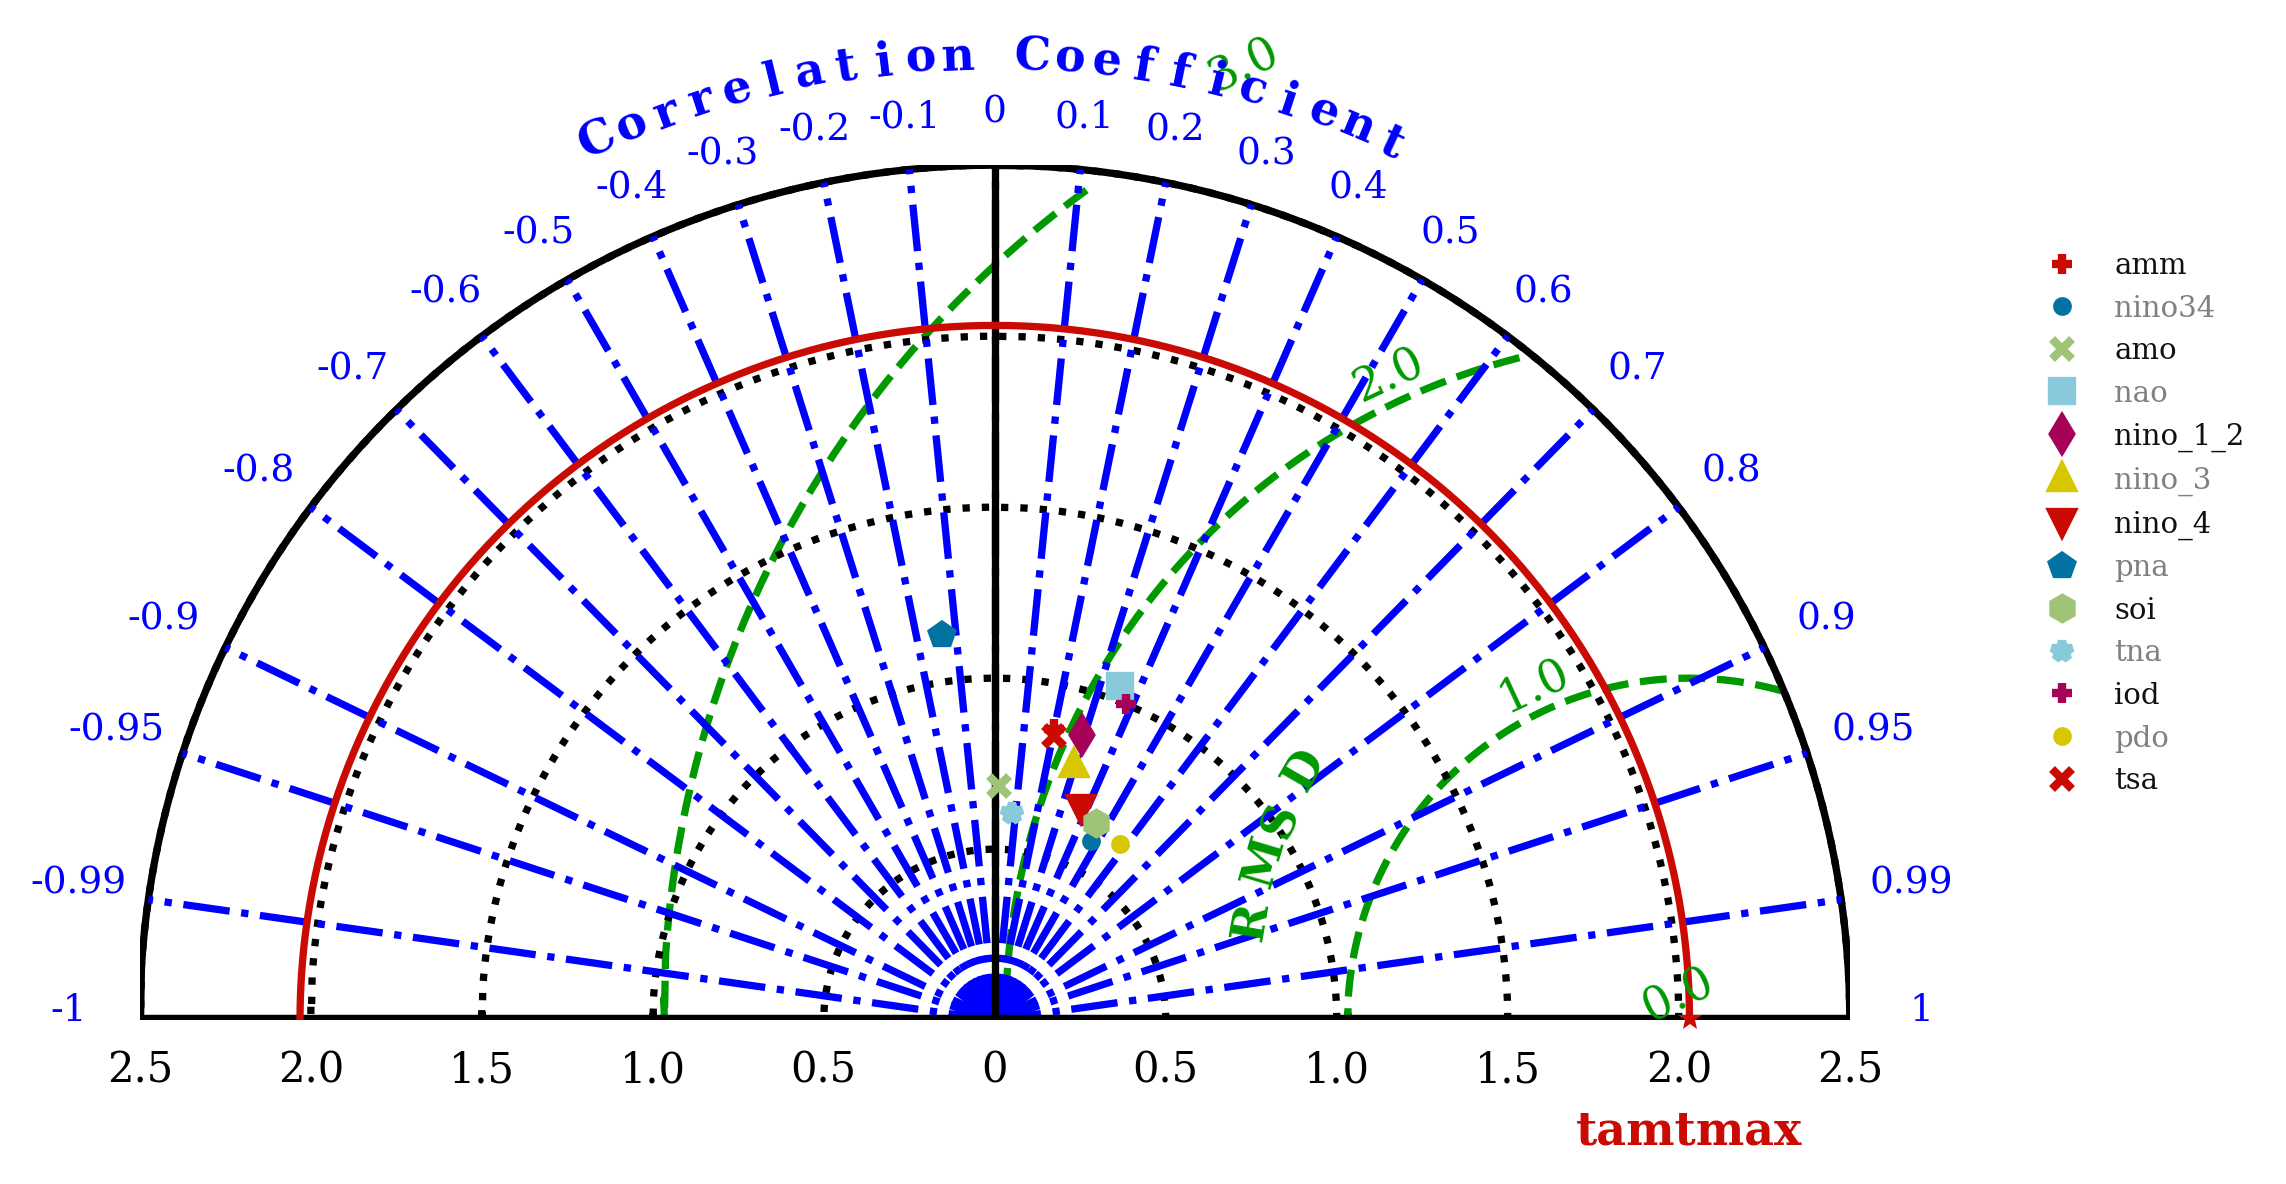 Correlation Coefficient
3.0
-1
-0.99
-0.95
-0.9
-0.8
-0.7
-0.6
-0.5
-0.4
-0.3
-0.2
-0.1
0
0.1
0.2
0.3
0.4
0.5
0.6
0.7
0.8
0.9
0.95
0.99
1
2.0
1.0
0.0
RMSD
2.5 2.0 1.5 1.0 0.5 0 0.5 1.0 1.5 2.0 2.5
tamtmax
amm
nino34
amo
nao
nino_1_2
nino_3
nino_4
pna
soi
tna
iod
pdo
tsa